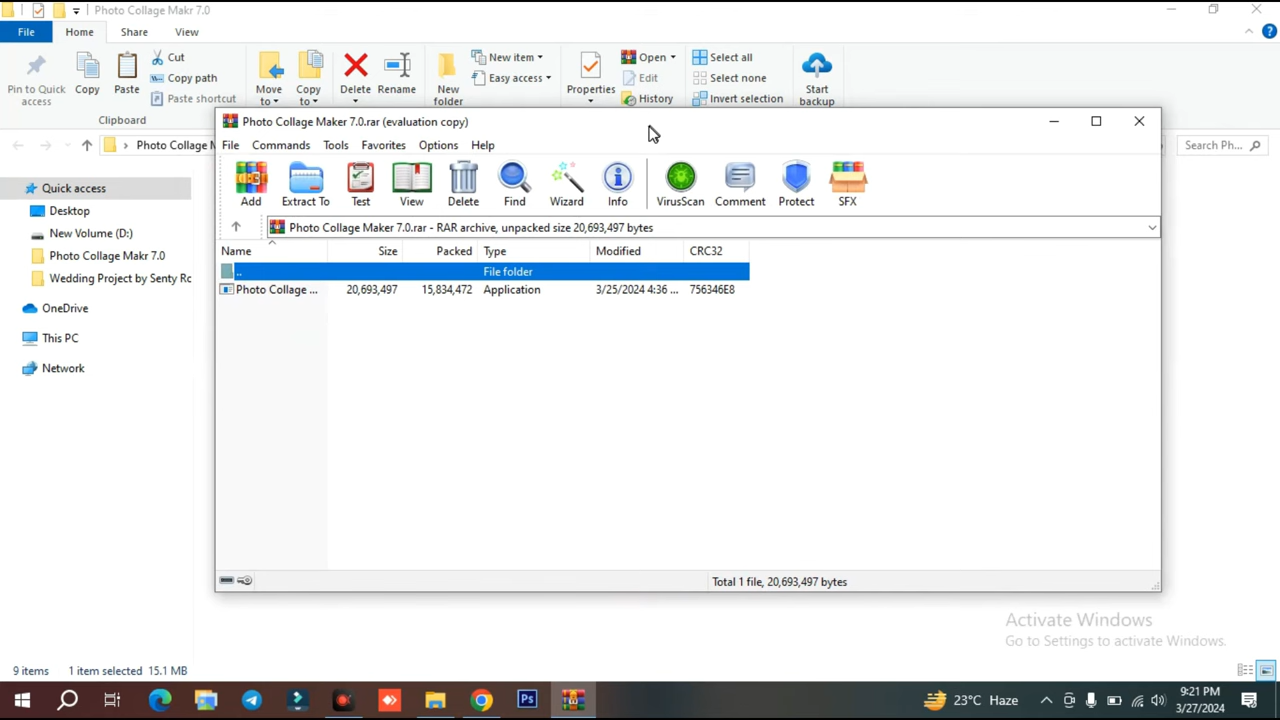 Photo Collage Makr 7.0
File Home Share View
Pin to Quick access
Copy
Paste
Cut
Copy path
Paste shortcut
Clipboard
Move to
Copy to
Delete
Rename
New folder
New item
Easy access
Properties
Open
Edit
History
Select all
Select none
Invert selection
Start backup
Photo Collage M
Search Ph...
Quick access
Desktop
New Volume (D:)
Photo Collage Makr 7.0
Wedding Project by Senty Ro
OneDrive
This PC
Network
Photo Collage Maker 7.0.rar (evaluation copy)
File Commands Tools Favorites Options Help
Add Extract To Test View Delete Find Wizard Info VirusScan Comment Protect SFX
Photo Collage Maker 7.0.rar - RAR archive, unpacked size 20,693,497 bytes
Name Size Packed Type Modified CRC32
.. File folder
Photo Collage ... 20,693,497 15,834,472 Application 3/25/2024 4:36 ... 756346E8
Total 1 file, 20,693,497 bytes
Activate Windows
Go to Settings to activate Windows.
9 items 1 item selected 15.1 MB
Ps
23°C Haze
9:21 PM
3/27/2024